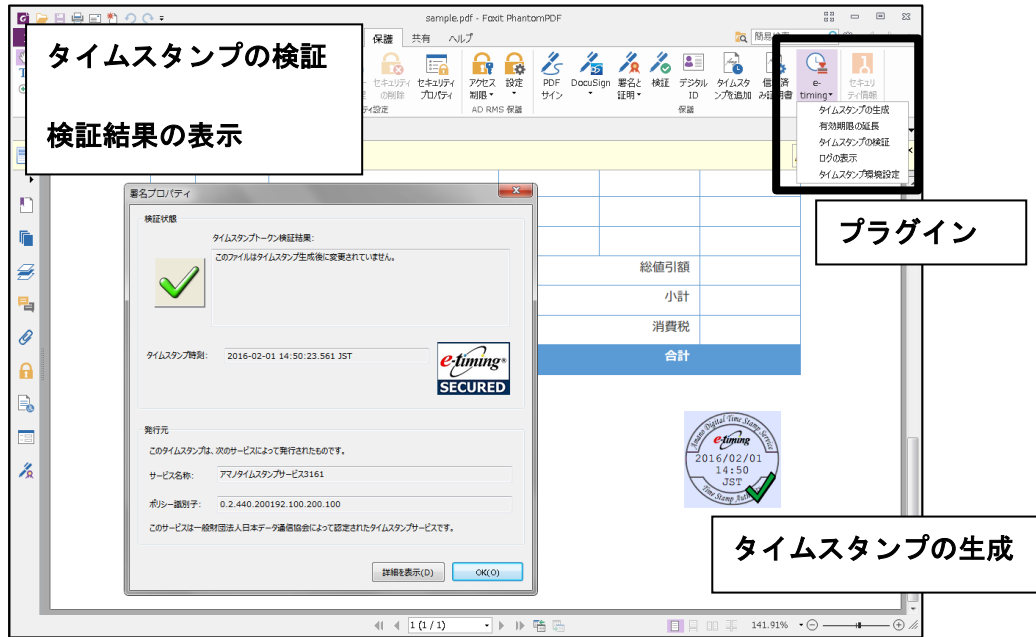 sample.pdf - Foxit PhantomPDF
保護 共有 ヘルプ
セキュリティの削除
セキュリティプロパティ
アクセス制限
設定
AD RMS 保護
PDFサイン
DocuSign
署名と証明
検証
デジタルID
タイムスタンプを追加
e-timing
セキュリティ情報
保護
タイムスタンプの生成
有効期限の延長
タイムスタンプの検証
ログの表示
タイムスタンプ環境設定
タイムスタンプの検証
検証結果の表示
プラグイン
署名プロパティ
検証状態
タイムスタンプトークン検証結果:
このファイルはタイムスタンプ生成後に変更されていません。
タイムスタンプ時刻: 2016-02-01 14:50:23.561 JST
e-timing®
SECURED
発行元
このタイムスタンプは、次のサービスによって発行されたものです。
サービス名称: アマノタイムスタンプサービス3161
ポリシー識別子: 0.2.440.200192.100.200.100
このサービスは一般財団法人日本データ通信協会によって認定されたタイムスタンプサービスです。
詳細を表示(D) OK(O)
総値引額
小計
消費税
合計
Amano Digital Time Stamp Service
e-timing
2016/02/01
14:50
JST
タイムスタンプの生成
1 (1 / 1)
141.91%